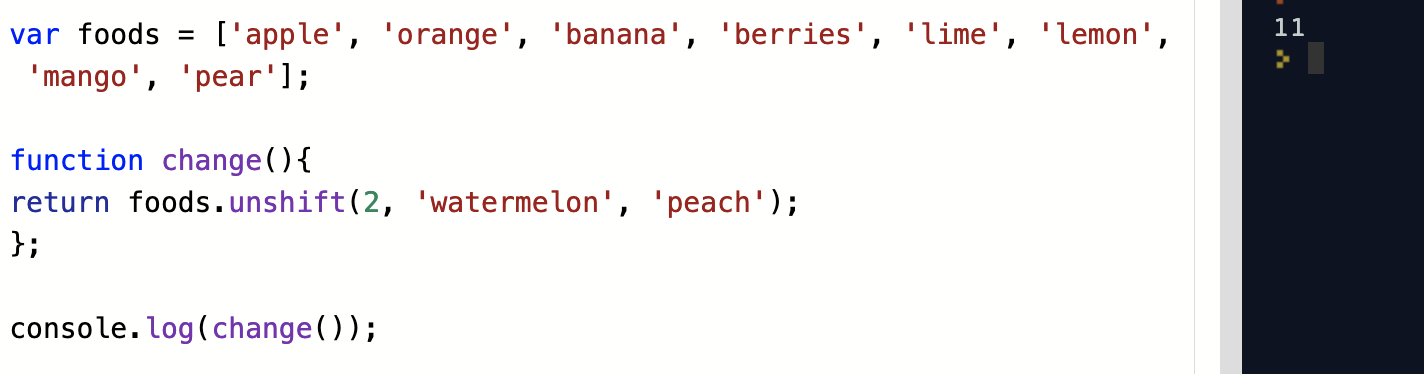 var foods = ['apple', 'orange', 'banana', 'berries', 'lime', 'lemon',
'mango', 'pear'];
function change(){
return foods.unshift(2, 'watermelon', 'peach');
};
console.log(change());
11
>